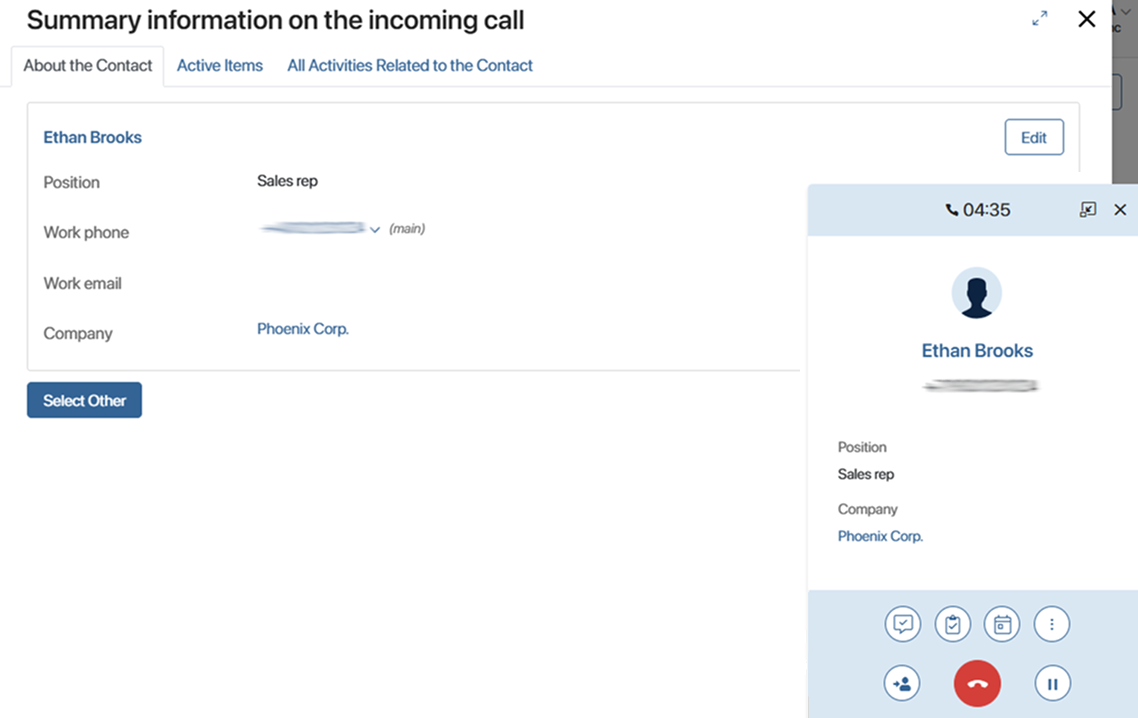 Summary information on the incoming call
About the Contact Active Items All Activities Related to the Contact
Ethan Brooks Edit
Position Sales rep
Work phone (main)
Work email
Company Phoenix Corp.
Select Other
04:35
Ethan Brooks
Position
Sales rep
Company
Phoenix Corp.